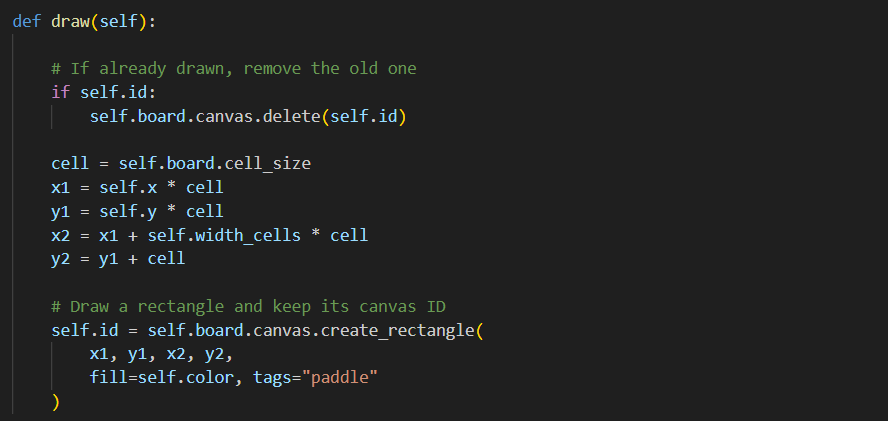 def draw(self):
# If already drawn, remove the old one
if self.id:
self.board.canvas.delete(self.id)
cell = self.board.cell_size
x1 = self.x * cell
y1 = self.y * cell
x2 = x1 + self.width_cells * cell
y2 = y1 + cell
# Draw a rectangle and keep its canvas ID
self.id = self.board.canvas.create_rectangle(
x1, y1, x2, y2,
fill=self.color, tags="paddle"
)